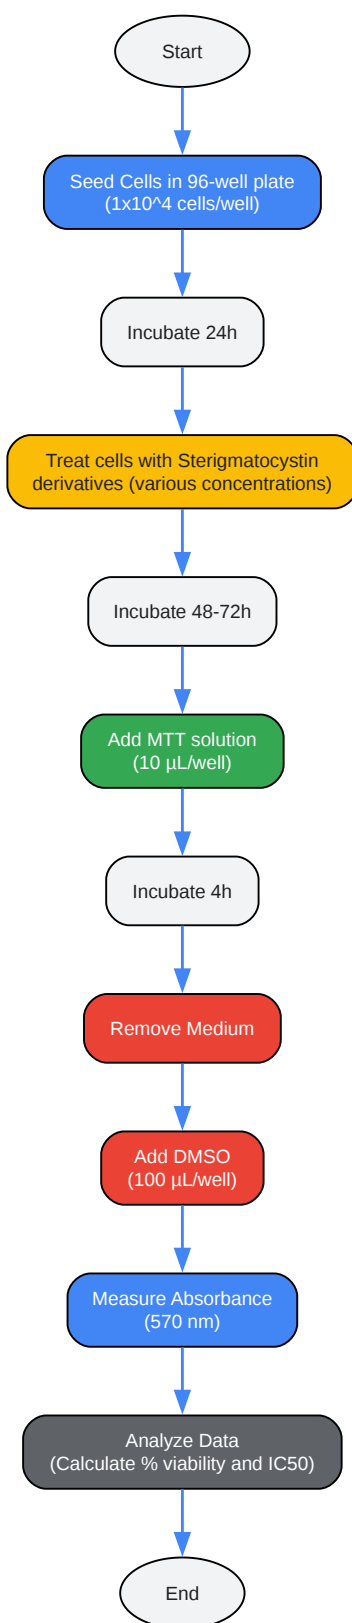 Start
Seed Cells in 96-well plate
(1x10^4 cells/well)
Incubate 24h
Treat cells with Sterigmatocystin
derivatives (various concentrations)
Incubate 48-72h
Add MTT solution
(10 µL/well)
Incubate 4h
Remove Medium
Add DMSO
(100 µL/well)
Measure Absorbance
(570 nm)
Analyze Data
(Calculate % viability and IC50)
End